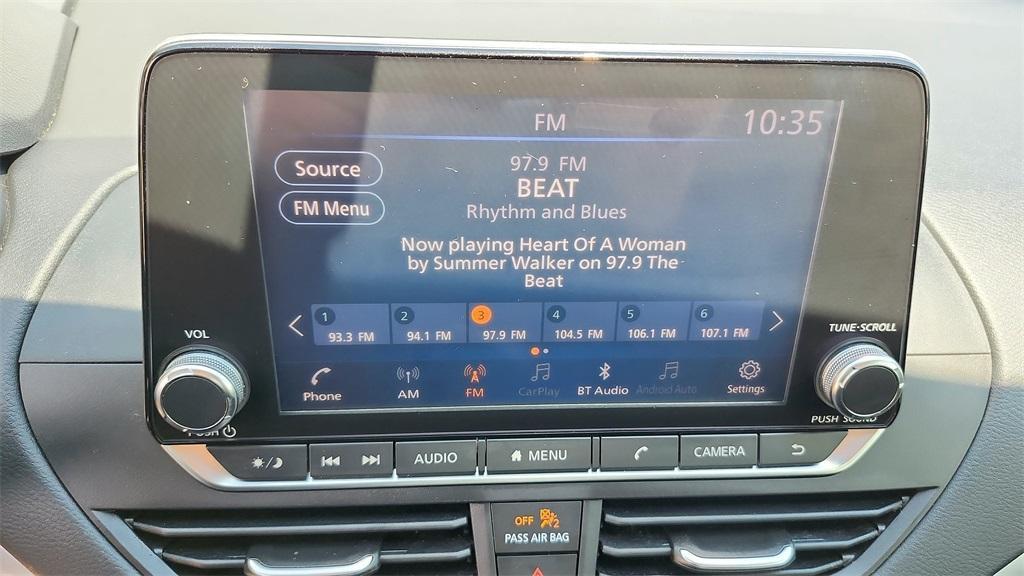 FM
10:35
Source
97.9 FM
BEAT
FM Menu
Rhythm and Blues
Now playing Heart Of A Woman
by Summer Walker on 97.9 The
Beat
1 2 3 4 5 6
93.3 FM 94.1 FM 97.9 FM 104.5 FM 106.1 FM 107.1 FM
VOL
TUNE·SCROLL
Phone AM FM CarPlay BT Audio Android Auto Settings
PUSH
PUSH SOUND
AUDIO MENU CAMERA
OFF 2
PASS AIR BAG